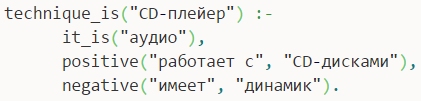 technique_is("CD-плейер") :-
it_is("аудио"),
positive("работает с", "CD-дисками"),
negative("имеет", "динамик").